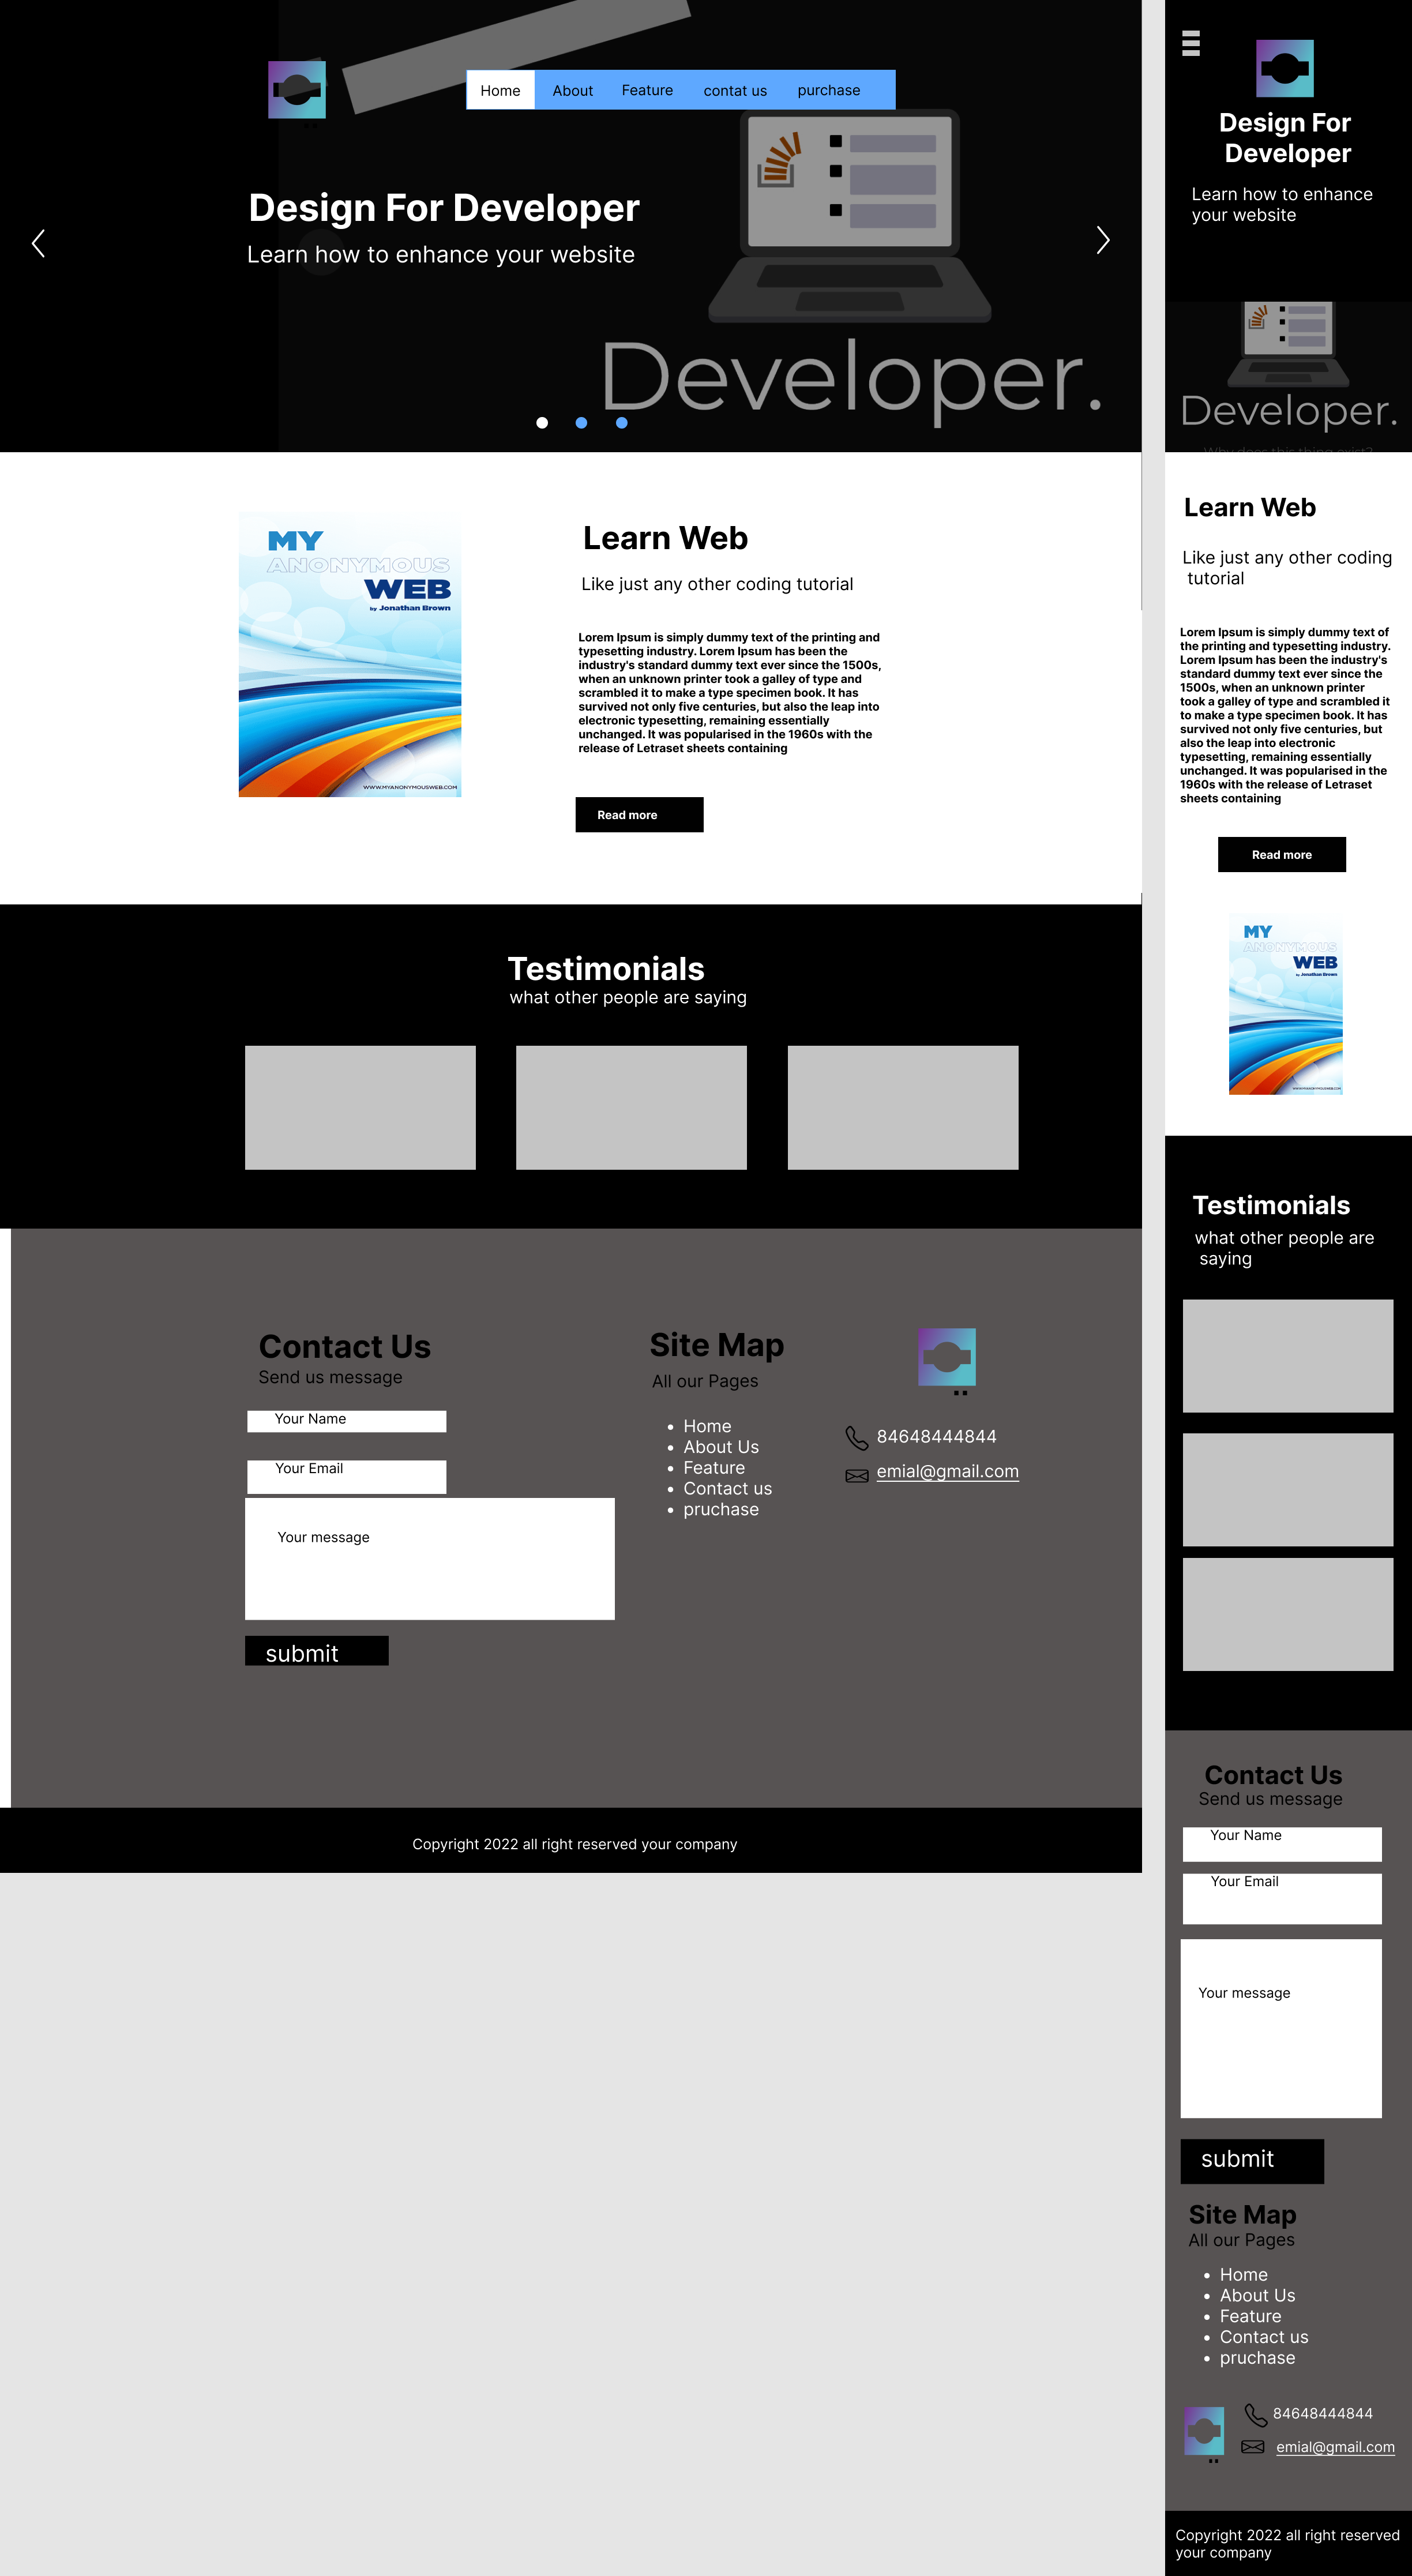 Home About Feature contat us purchase
Design For Developer
Learn how to enhance your website
Developer.
MY
ANONYMOUS
WEB
by Jonathan Brown
WWW.MYANONYMOUSWEB.COM
Learn Web
Like just any other coding tutorial
Lorem Ipsum is simply dummy text of the printing and
typesetting industry. Lorem Ipsum has been the
industry's standard dummy text ever since the 1500s,
when an unknown printer took a galley of type and
scrambled it to make a type specimen book. It has
survived not only five centuries, but also the leap into
electronic typesetting, remaining essentially
unchanged. It was popularised in the 1960s with the
release of Letraset sheets containing
Read more
Testimonials
what other people are saying
Contact Us
Send us message
Your Name
Your Email
Your message
submit
Site Map
All our Pages
Home
About Us
Feature
Contact us
pruchase
84648444844
emial@gmail.com
Copyright 2022 all right reserved your company
Design For
Developer
Learn how to enhance
your website
Developer.
Why does this thing exist?
Learn Web
Like just any other coding
tutorial
Lorem Ipsum is simply dummy text of
the printing and typesetting industry.
Lorem Ipsum has been the industry's
standard dummy text ever since the
1500s, when an unknown printer
took a galley of type and scrambled it
to make a type specimen book. It has
survived not only five centuries, but
also the leap into electronic
typesetting, remaining essentially
unchanged. It was popularised in the
1960s with the release of Letraset
sheets containing
Read more
MY
ANONYMOUS
WEB
by Jonathan Brown
WWW.MYANONYMOUSWEB.COM
Testimonials
what other people are
saying
Contact Us
Send us message
Your Name
Your Email
Your message
submit
Site Map
All our Pages
Home
About Us
Feature
Contact us
pruchase
84648444844
emial@gmail.com
Copyright 2022 all right reserved
your company